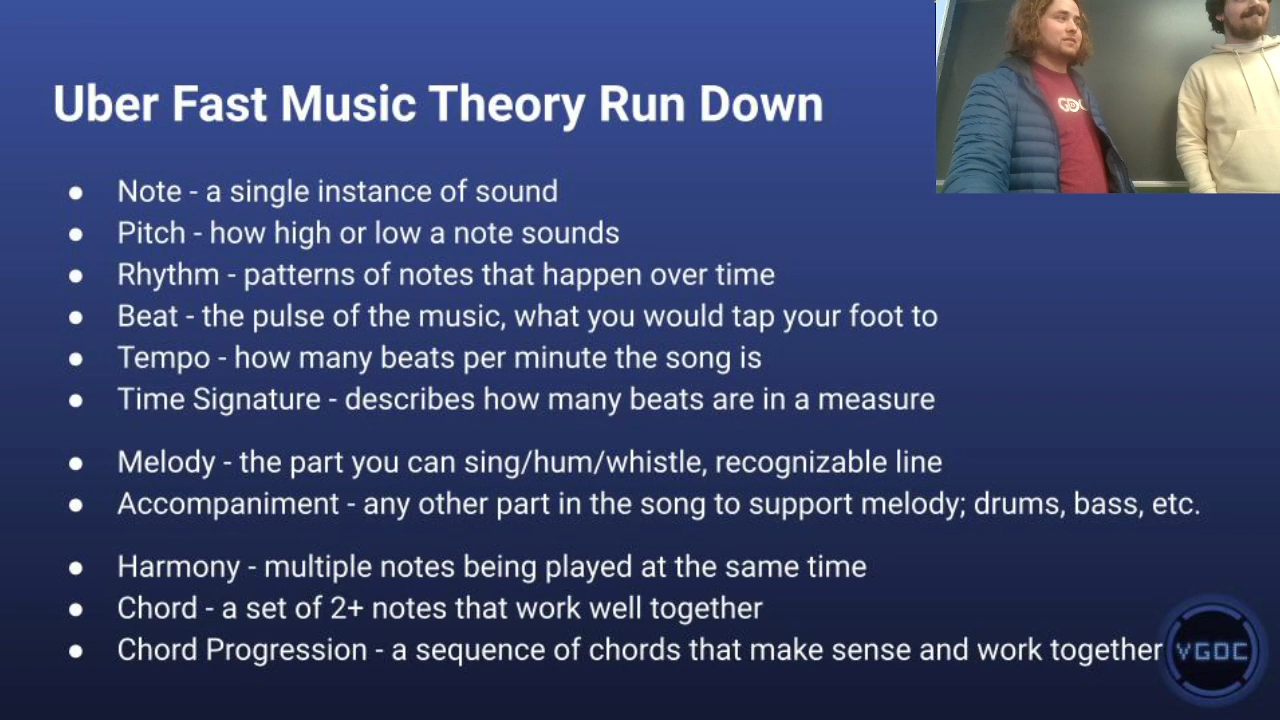 Uber Fast Music Theory Run Down
● Note - a single instance of sound
● Pitch - how high or low a note sounds
● Rhythm - patterns of notes that happen over time
● Beat - the pulse of the music, what you would tap your foot to
● Tempo - how many beats per minute the song is
● Time Signature - describes how many beats are in a measure
● Melody - the part you can sing/hum/whistle, recognizable line
● Accompaniment - any other part in the song to support melody; drums, bass, etc.
● Harmony - multiple notes being played at the same time
● Chord - a set of 2+ notes that work well together
● Chord Progression - a sequence of chords that make sense and work together
VGDC